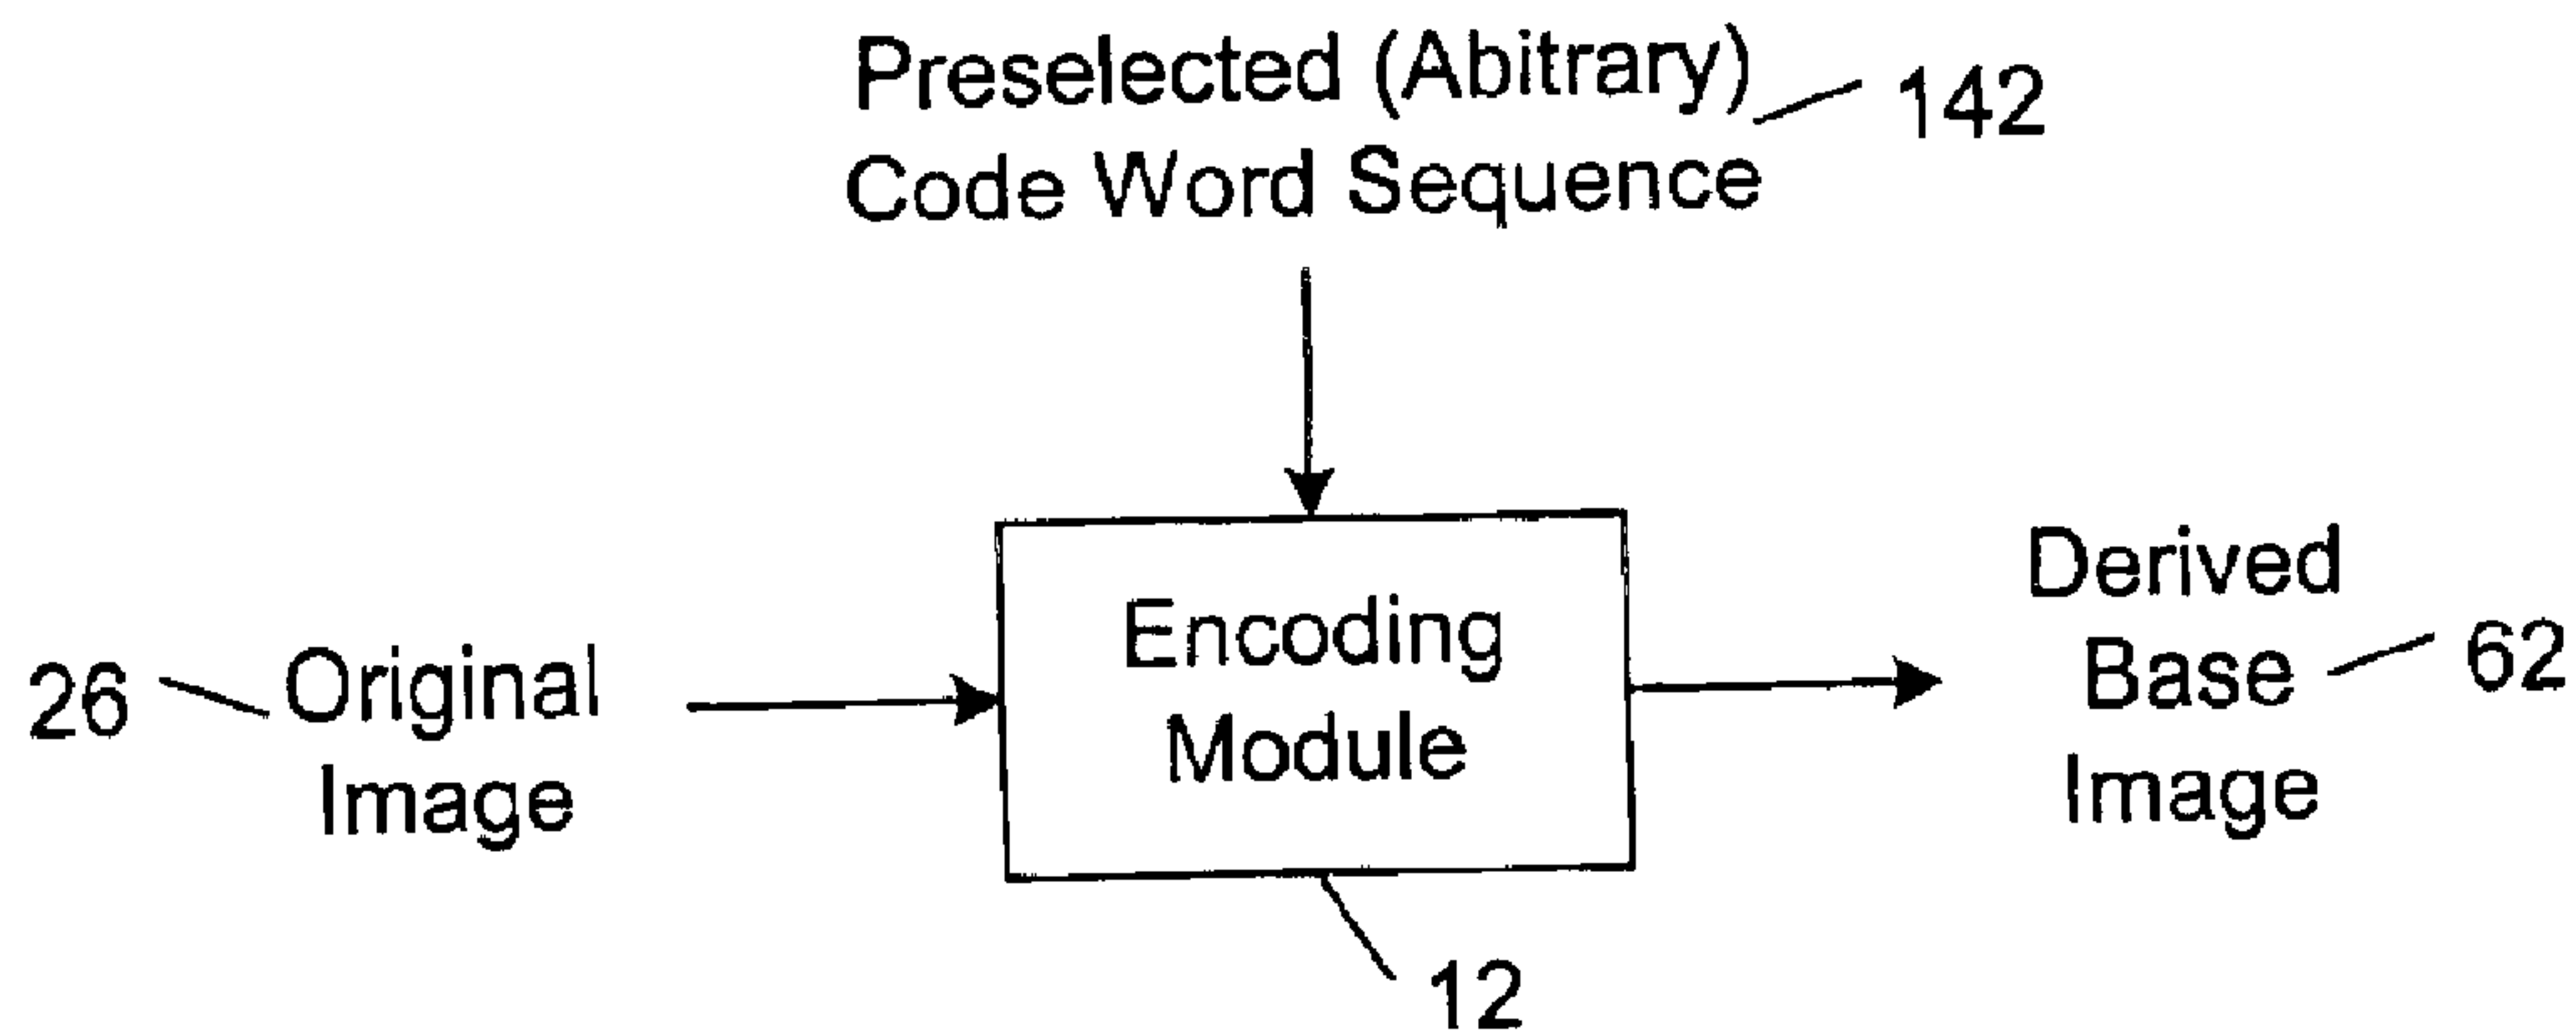 Preselected (Abitrary)
Code Word Sequence
142
Encoding
Module
12
26
Original
Image
Derived
Base
Image
62